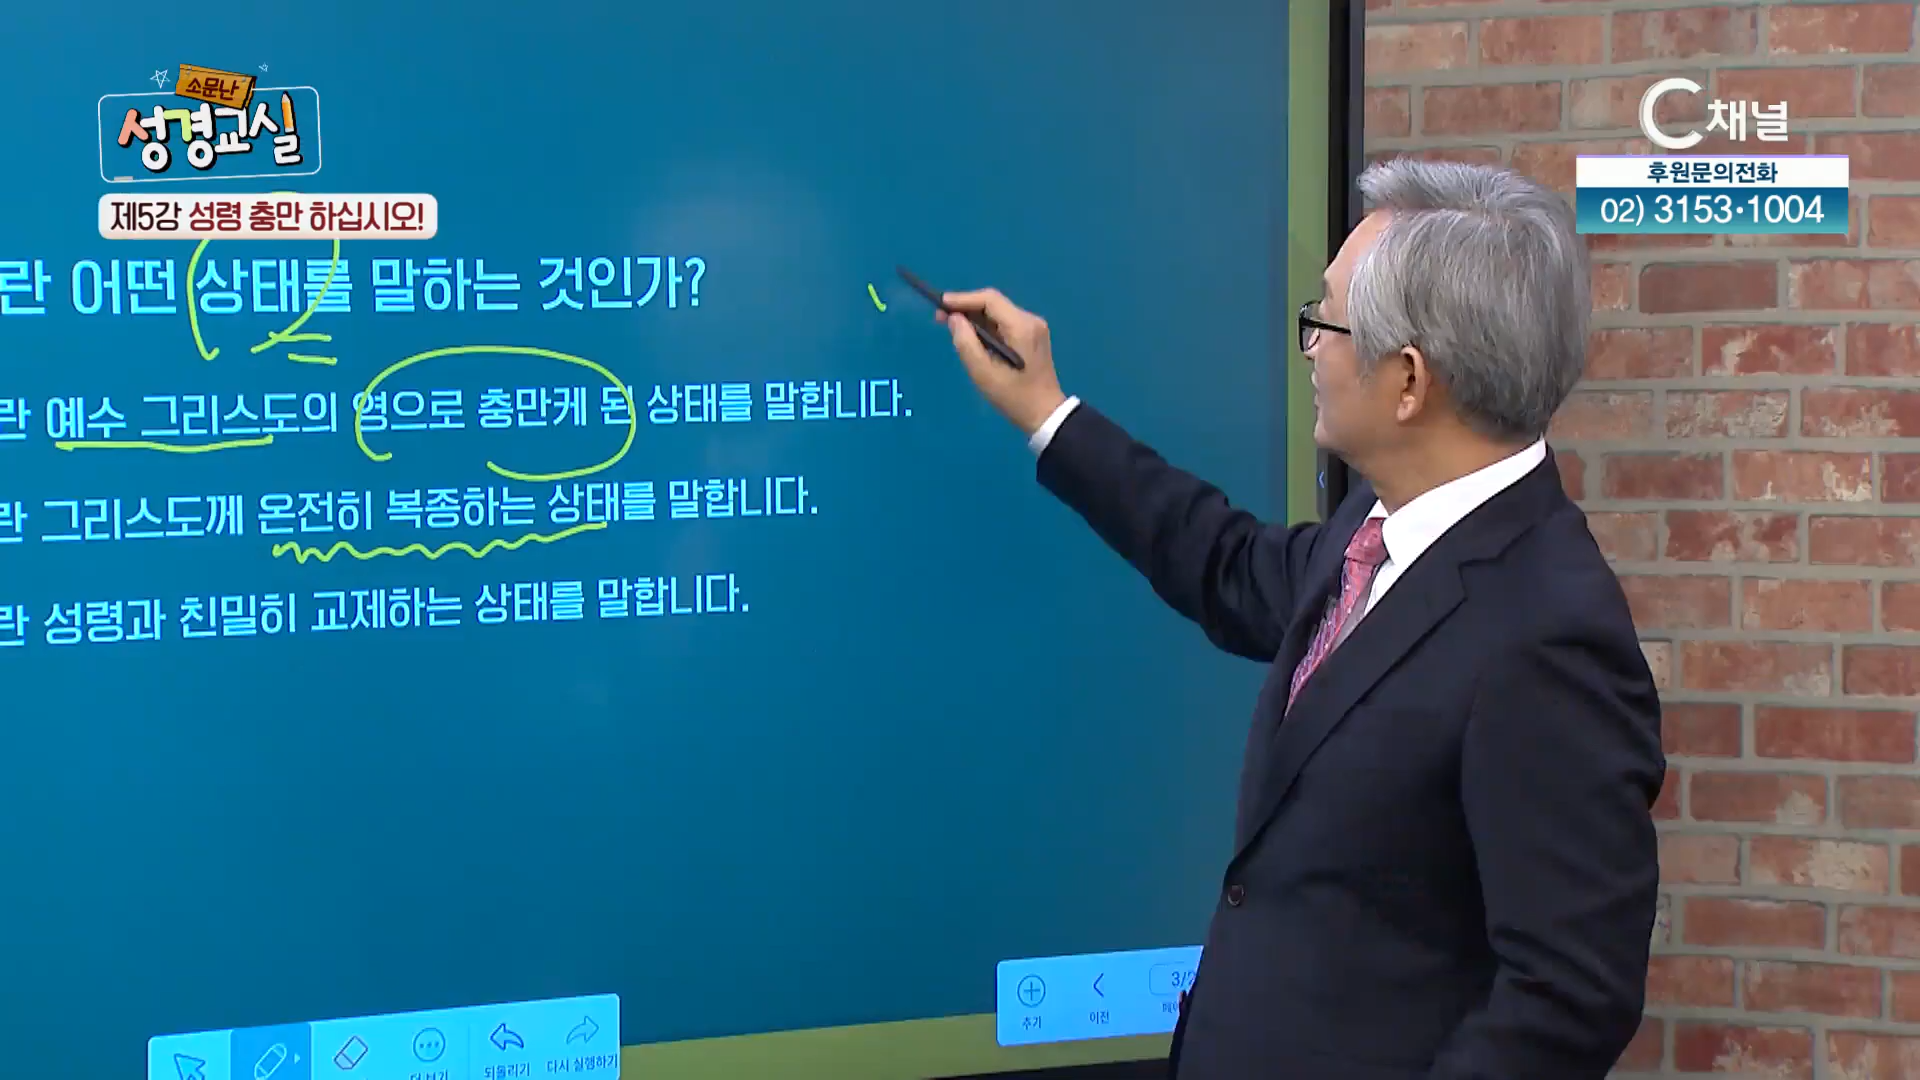 소문난
성경교실
제5강 성령 충만 하십시오!
C채널
후원문의전화
02) 3153·1004
란 어떤 상태를 말하는 것인가?
란 예수 그리스도의 영으로 충만케 된 상태를 말합니다.
란 그리스도께 온전히 복종하는 상태를 말합니다.
란 성령과 친밀히 교제하는 상태를 말합니다.
더 보기
되돌리기
다시 실행하기
추가
이전
3/2